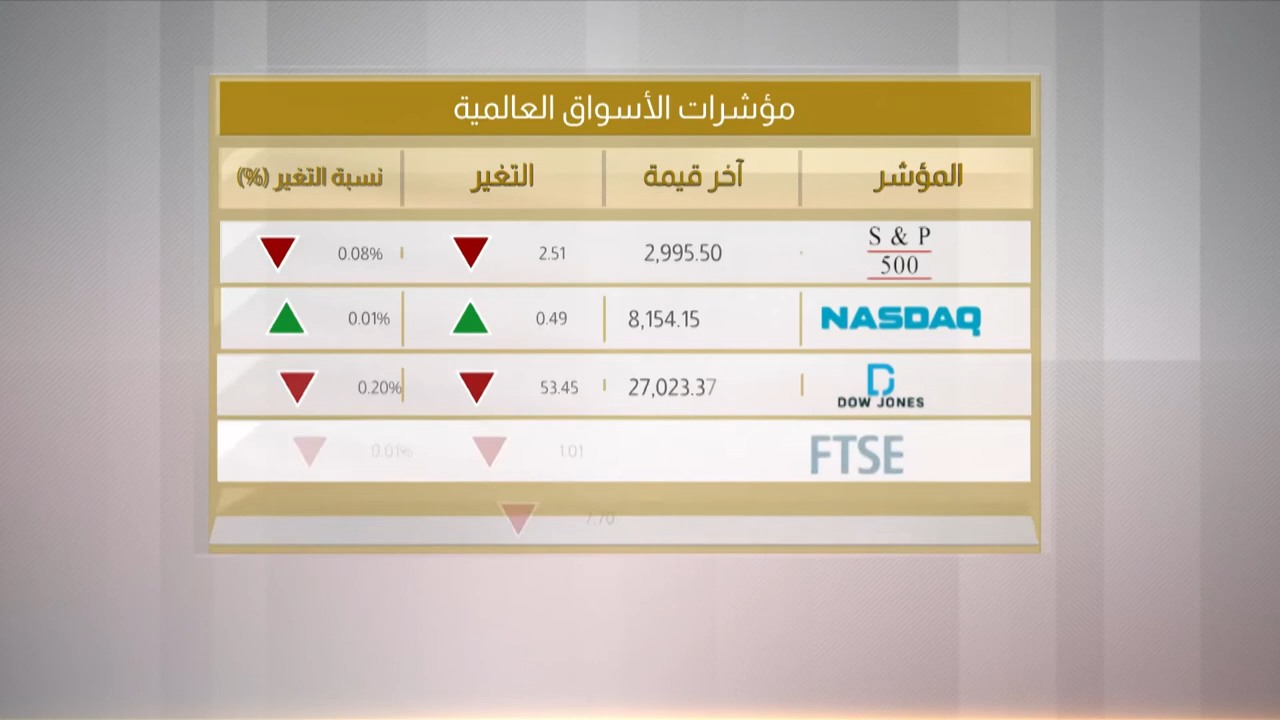 مؤشرات الأسواق العالمية
المؤشر آخر قيمة التغير نسبة التغير (%)
S & P 500 2,995.50 2.51 0.08%
NASDAQ 8,154.15 0.49 0.01%
DOW JONES 27,023.37 53.45 0.20%
FTSE 1.01 0.01%
7.70